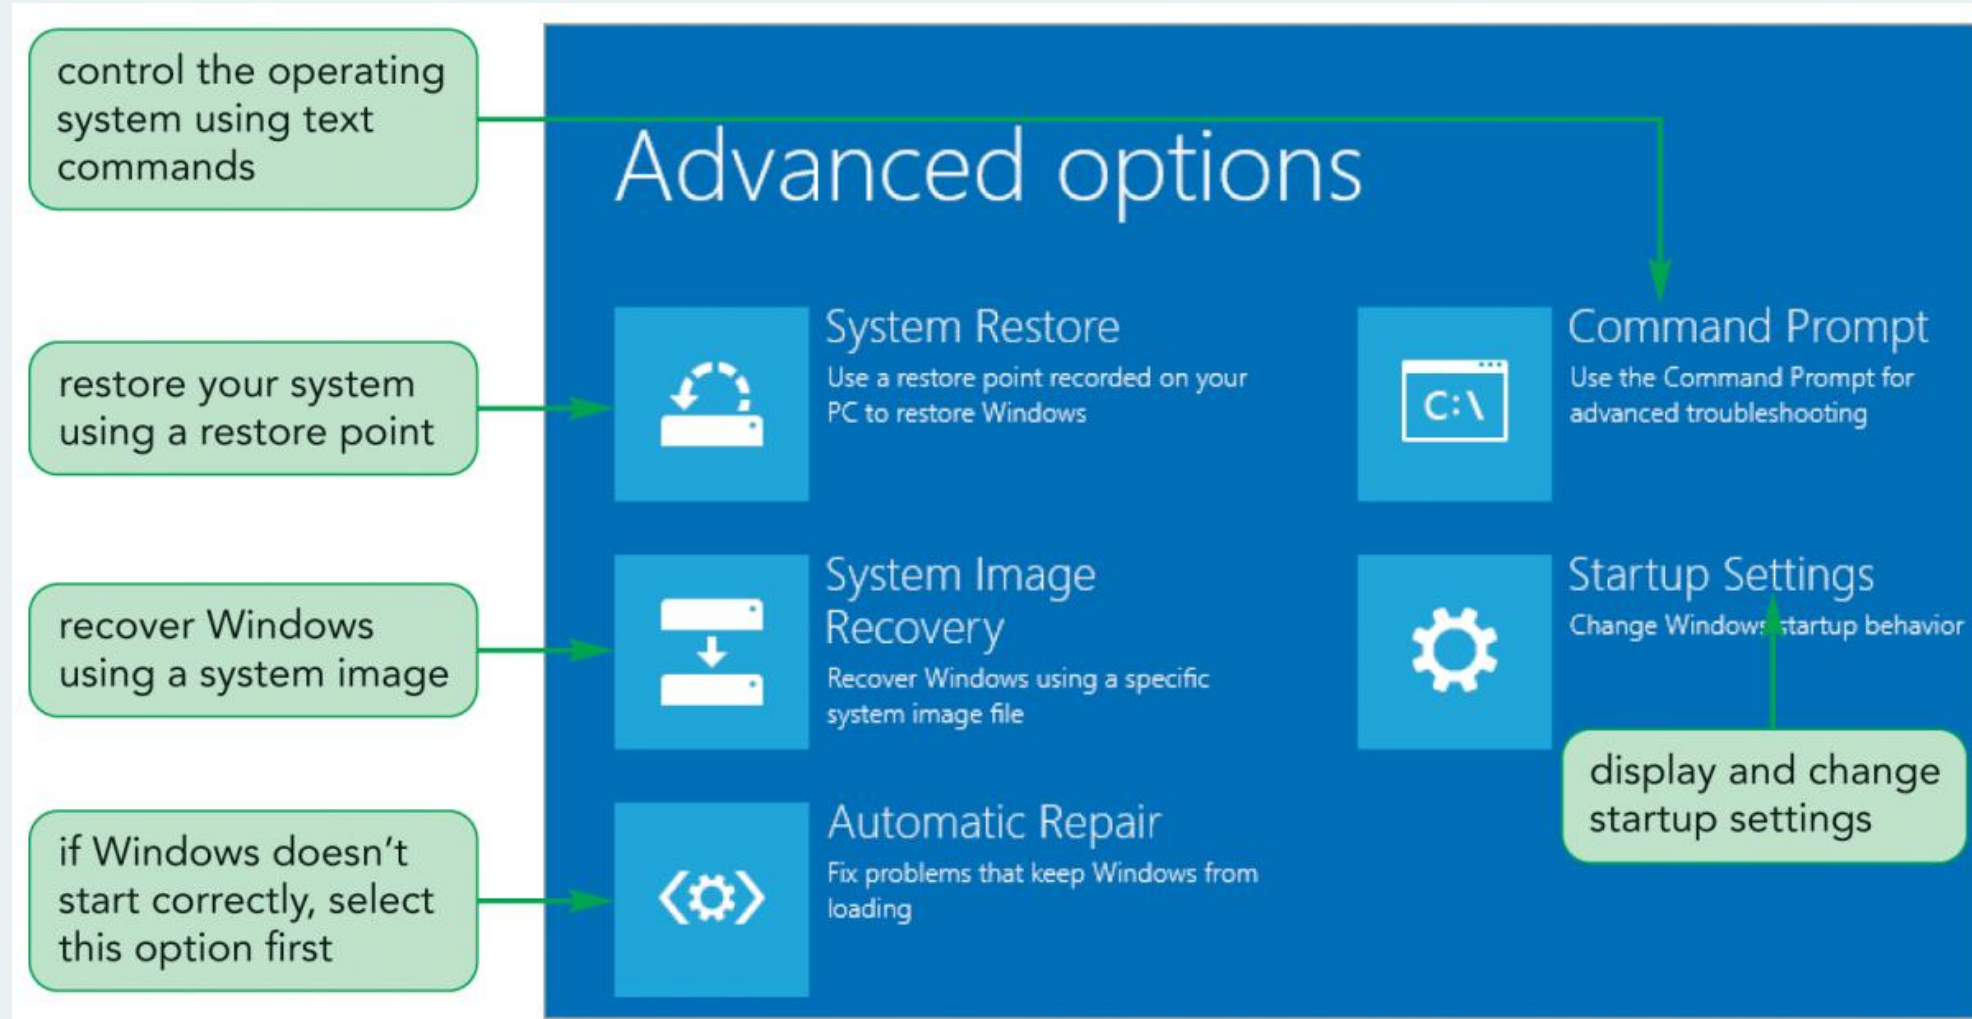 control the operating
system using text
commands
Advanced options
restore your system
using a restore point
System Restore
Use a restore point recorded on your
PC to restore Windows
C:\
Command Prompt
Use the Command Prompt for
advanced troubleshooting
recover Windows
using a system image
System Image
Recovery
Recover Windows using a specific
system image file
Startup Settings
Change Windows startup behavior
display and change
startup settings
if Windows doesn't
start correctly, select
this option first
Automatic Repair
Fix problems that keep Windows from
loading